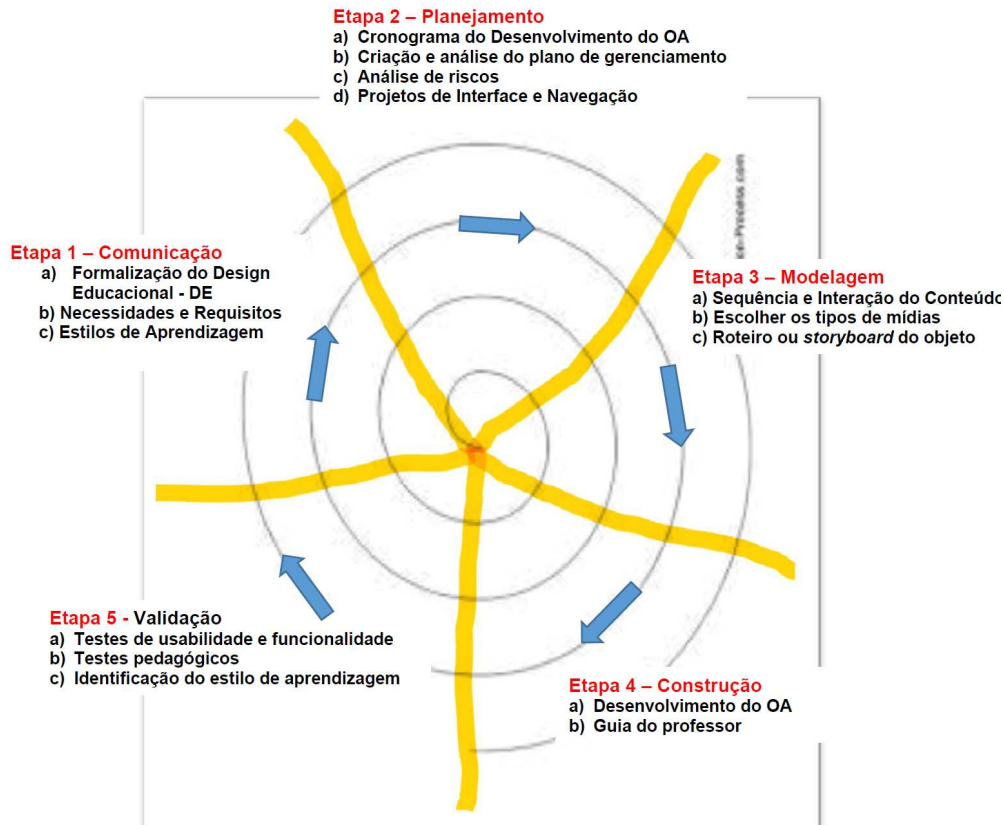 Etapa 2 – Planejamento
a) Cronograma do Desenvolvimento do OA
b) Criação e análise do plano de gerenciamento
c) Análise de riscos
d) Projetos de Interface e Navegação
Etapa 1 – Comunicação
a) Formalização do Design
Educacional - DE
b) Necessidades e Requisitos
c) Estilos de Aprendizagem
Etapa 3 – Modelagem
a) Sequência e Interação do Conteúdo
b) Escolher os tipos de mídias
c) Roteiro ou storyboard do objeto
Etapa 5 - Validação
a) Testes de usabilidade e funcionalidade
b) Testes pedagógicos
c) Identificação do estilo de aprendizagem
Etapa 4 – Construção
a) Desenvolvimento do OA
b) Guia do professor